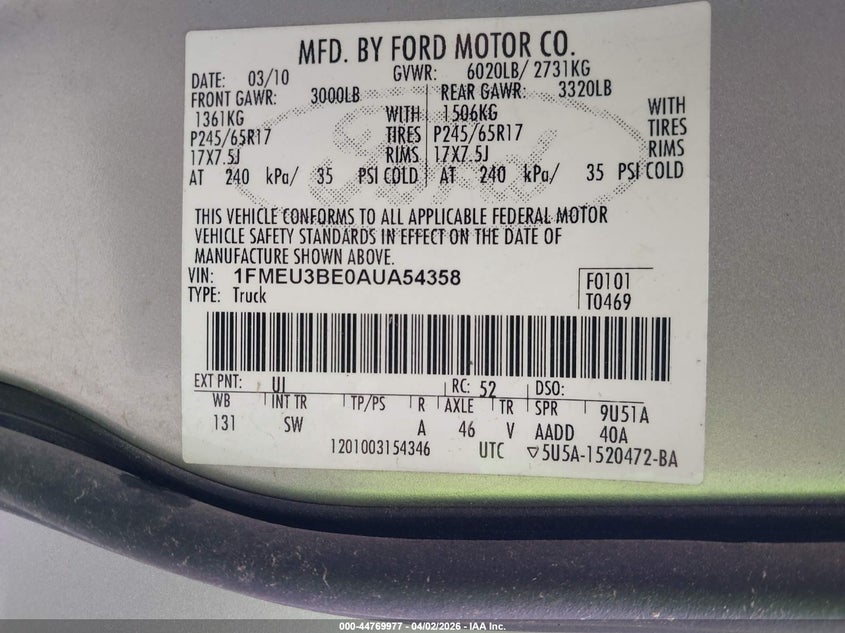 MFD. BY FORD MOTOR CO.
DATE: 03/10 GVWR: 6020LB/ 2731KG
FRONT GAWR: 3000LB REAR GAWR: 3320LB
1361KG WITH 1506KG WITH
P245/65R17 TIRES P245/65R17 TIRES
17X7.5J RIMS 17X7.5J RIMS
AT 240 kPa/ 35 PSI COLD AT 240 kPa/ 35 PSI COLD
THIS VEHICLE CONFORMS TO ALL APPLICABLE FEDERAL MOTOR
VEHICLE SAFETY STANDARDS IN EFFECT ON THE DATE OF
MANUFACTURE SHOWN ABOVE.
VIN: 1FMEU3BE0AUA54358 F0101
TYPE: Truck T0469
EXT PNT: UJ RC: 52 DSO:
WB INT TR TP/PS R AXLE TR SPR 9U51A
131 SW A 46 V AADD 40A
1201003154346 UTC ▽5U5A-1520472-BA
Ford
000-44769977 - 04/02/2026 - IAA Inc.